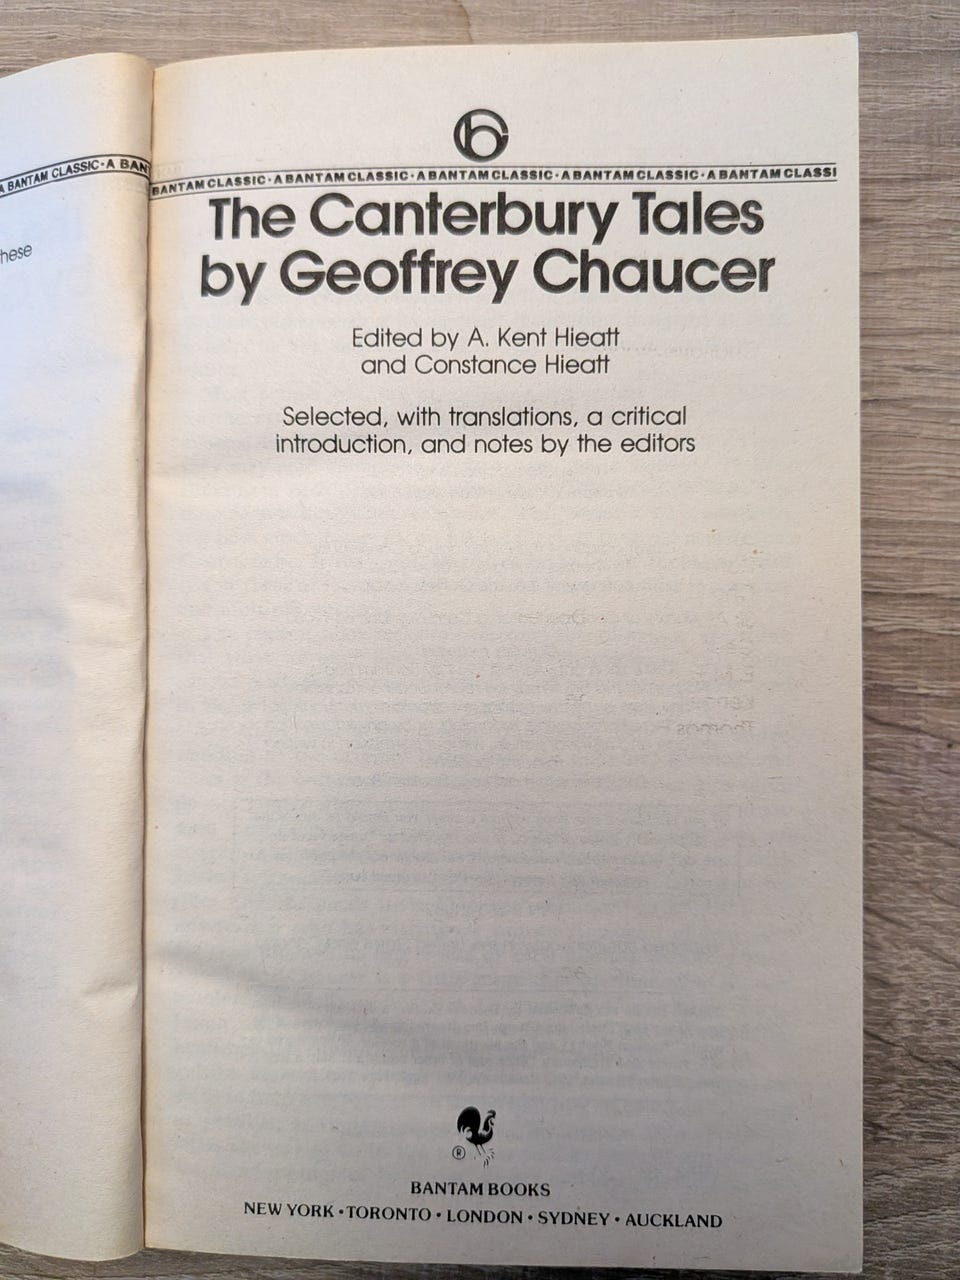 A BANTAM CLASSIC·A BAN
hese
BANTAM CLASSIC·A BANTAM CLASSIC·A BANTAM CLASSIC·A BANTAM CLASSIC·A BANTAM CLASSI
The Canterbury Tales
by Geoffrey Chaucer
Edited by A. Kent Hieatt
and Constance Hieatt
Selected, with translations, a critical
introduction, and notes by the editors
®
BANTAM BOOKS
NEW YORK • TORONTO • LONDON • SYDNEY • AUCKLAND